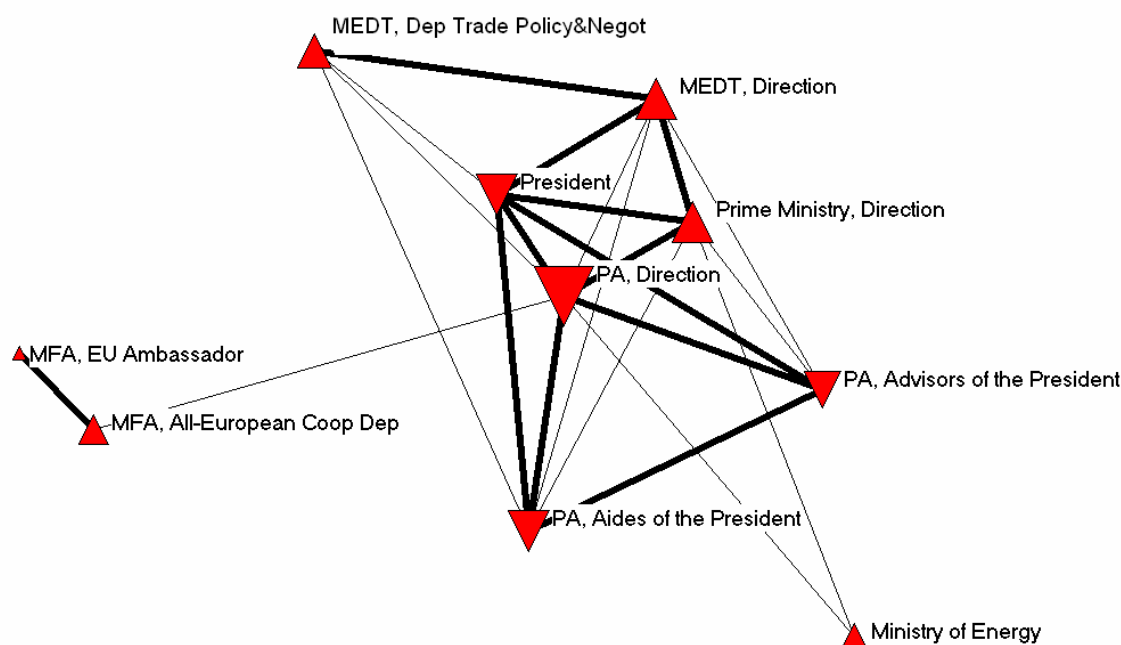 MEDT, Dep Trade Policy&Negot
MEDT, Direction
President
Prime Ministry, Direction
PA, Direction
MFA, EU Ambassador
PA, Advisors of the President
MFA, All-European Coop Dep
PA, Aides of the President
Ministry of Energy